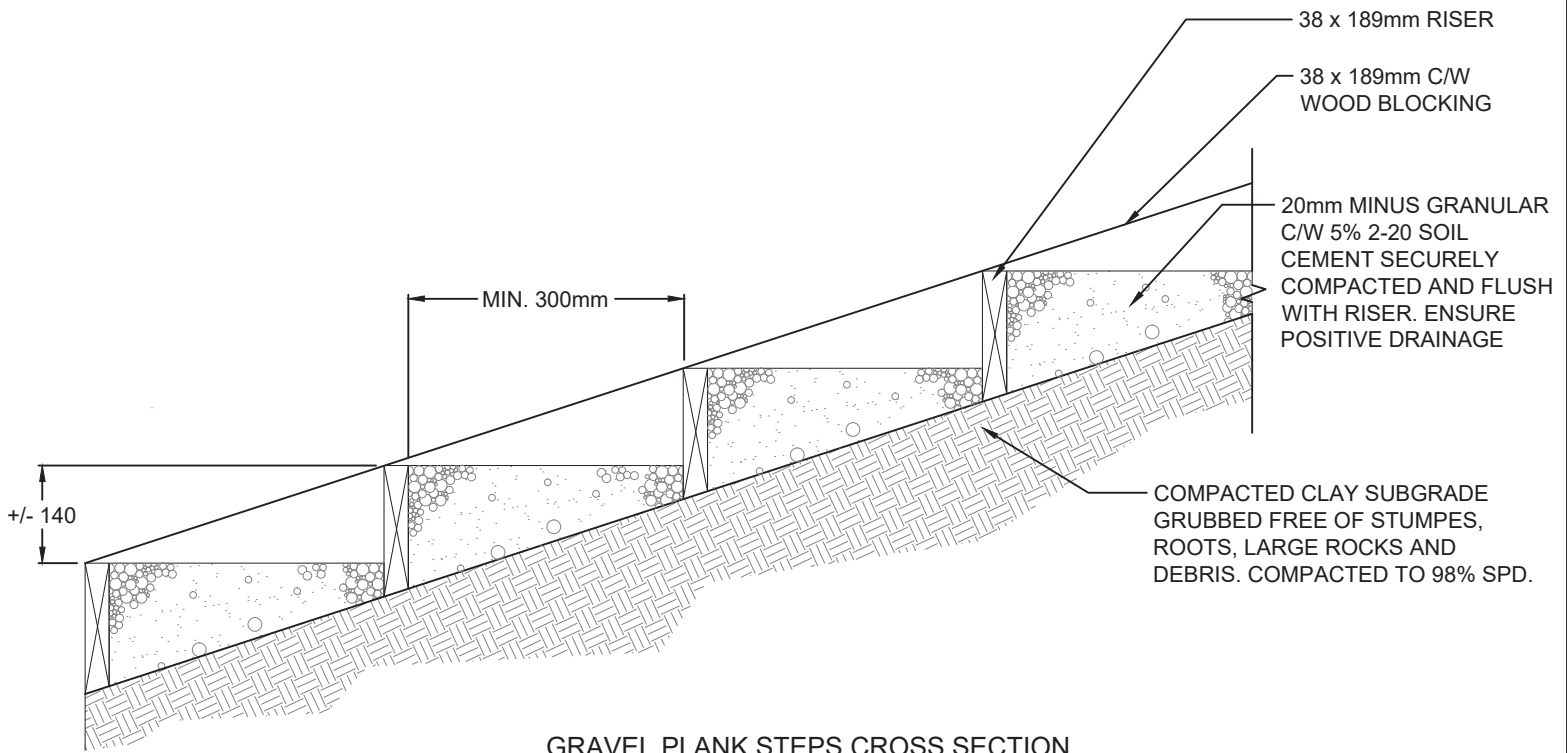 38 x 189mm RISER
38 x 189mm C/W
WOOD BLOCKING
20mm MINUS GRANULAR
C/W 5% 2-20 SOIL
CEMENT SECURELY
COMPACTED AND FLUSH
WITH RISER. ENSURE
POSITIVE DRAINAGE
MIN. 300mm
+/- 140
COMPACTED CLAY SUBGRADE
GRUBBED FREE OF STUMPES,
ROOTS, LARGE ROCKS AND
DEBRIS. COMPACTED TO 98% SPD.
GRAVEL PLANK STEPS CROSS SECTION